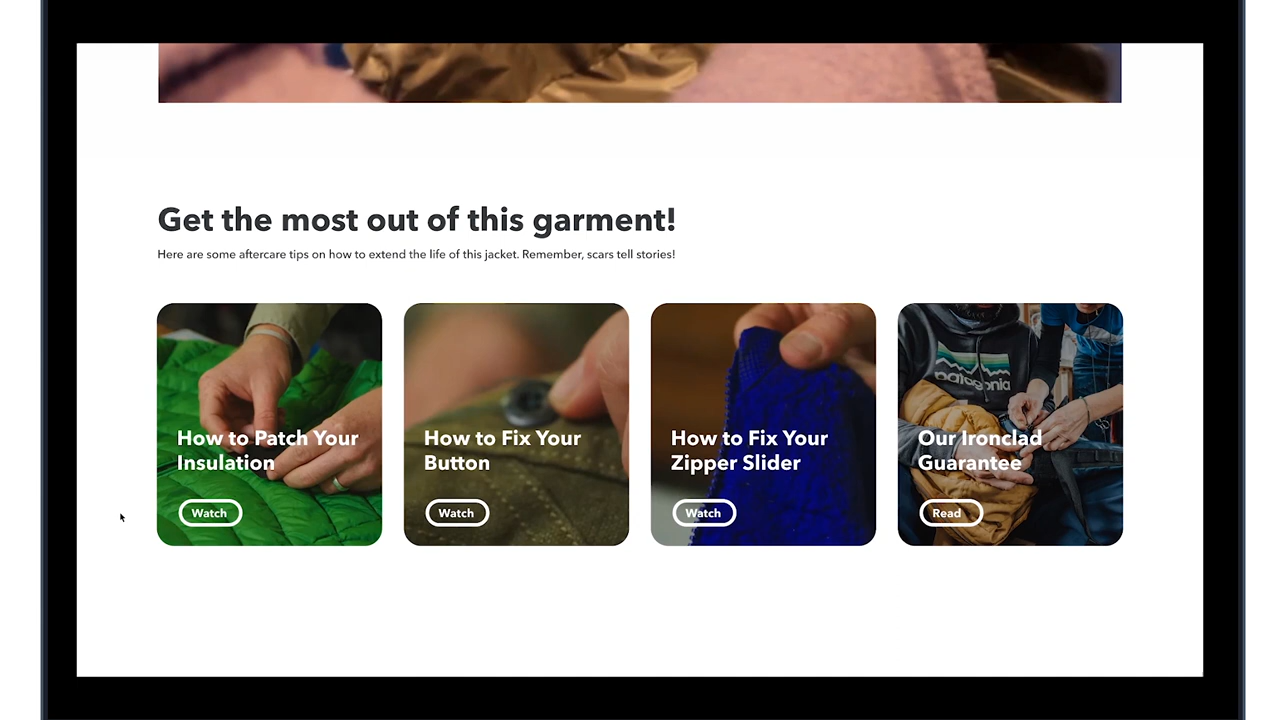 Get the most out of this garment!
Here are some aftercare tips on how to extend the life of this jacket. Remember, scars tell stories!
How to Patch Your
Insulation
Watch
How to Fix Your
Button
Watch
How to Fix Your
Zipper Slider
Watch
patagonia
Our Ironclad
Guarantee
Read